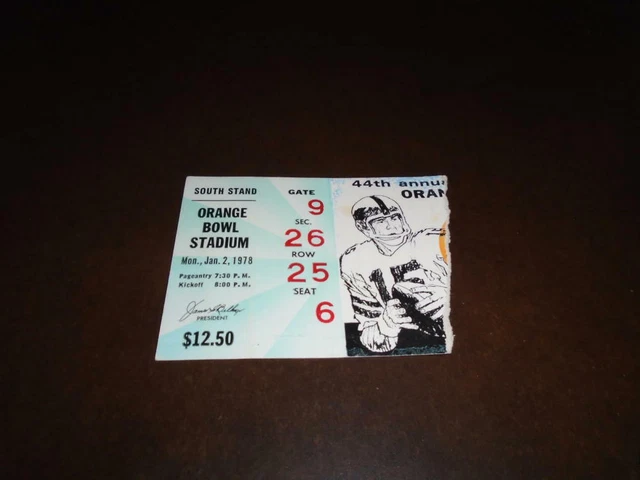 SOUTH STAND
ORANGE
BOWL
STADIUM
Mon., Jan. 2, 1978
Pageantry 7:30 P.M.
Kickoff 8:00 P.M.
PRESIDENT
$12.50
GATE
9
SEC.
26
ROW
25
SEAT
6
44th annu
ORAN
15